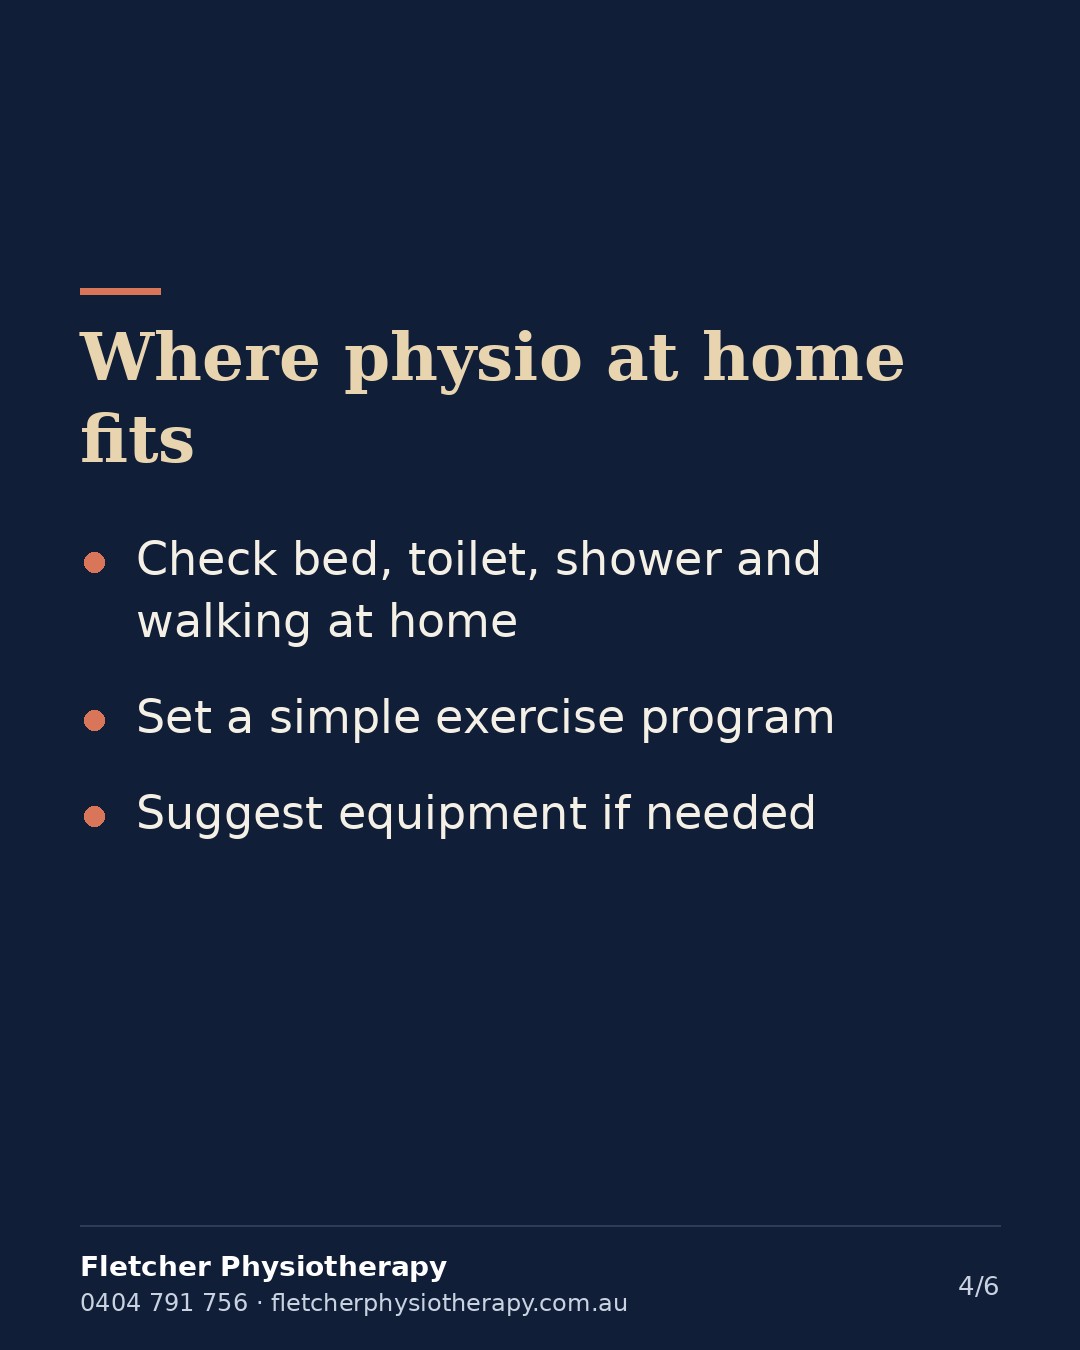 Where physio at home
fits
Check bed, toilet, shower and
walking at home
Set a simple exercise program
Suggest equipment if needed
Fletcher Physiotherapy
0404 791 756 · fletcherphysiotherapy.com.au
4/6